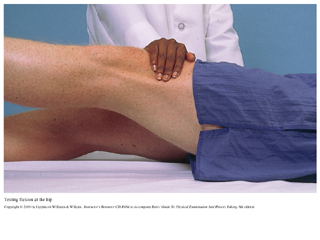 Testing flexion at the hip
Copyright © 2003 by Lippincott Williams & Wilkins. Instructor's Resource CD-ROM to accompany Bates' Guide To Physical Examination And History Taking, 8th edition